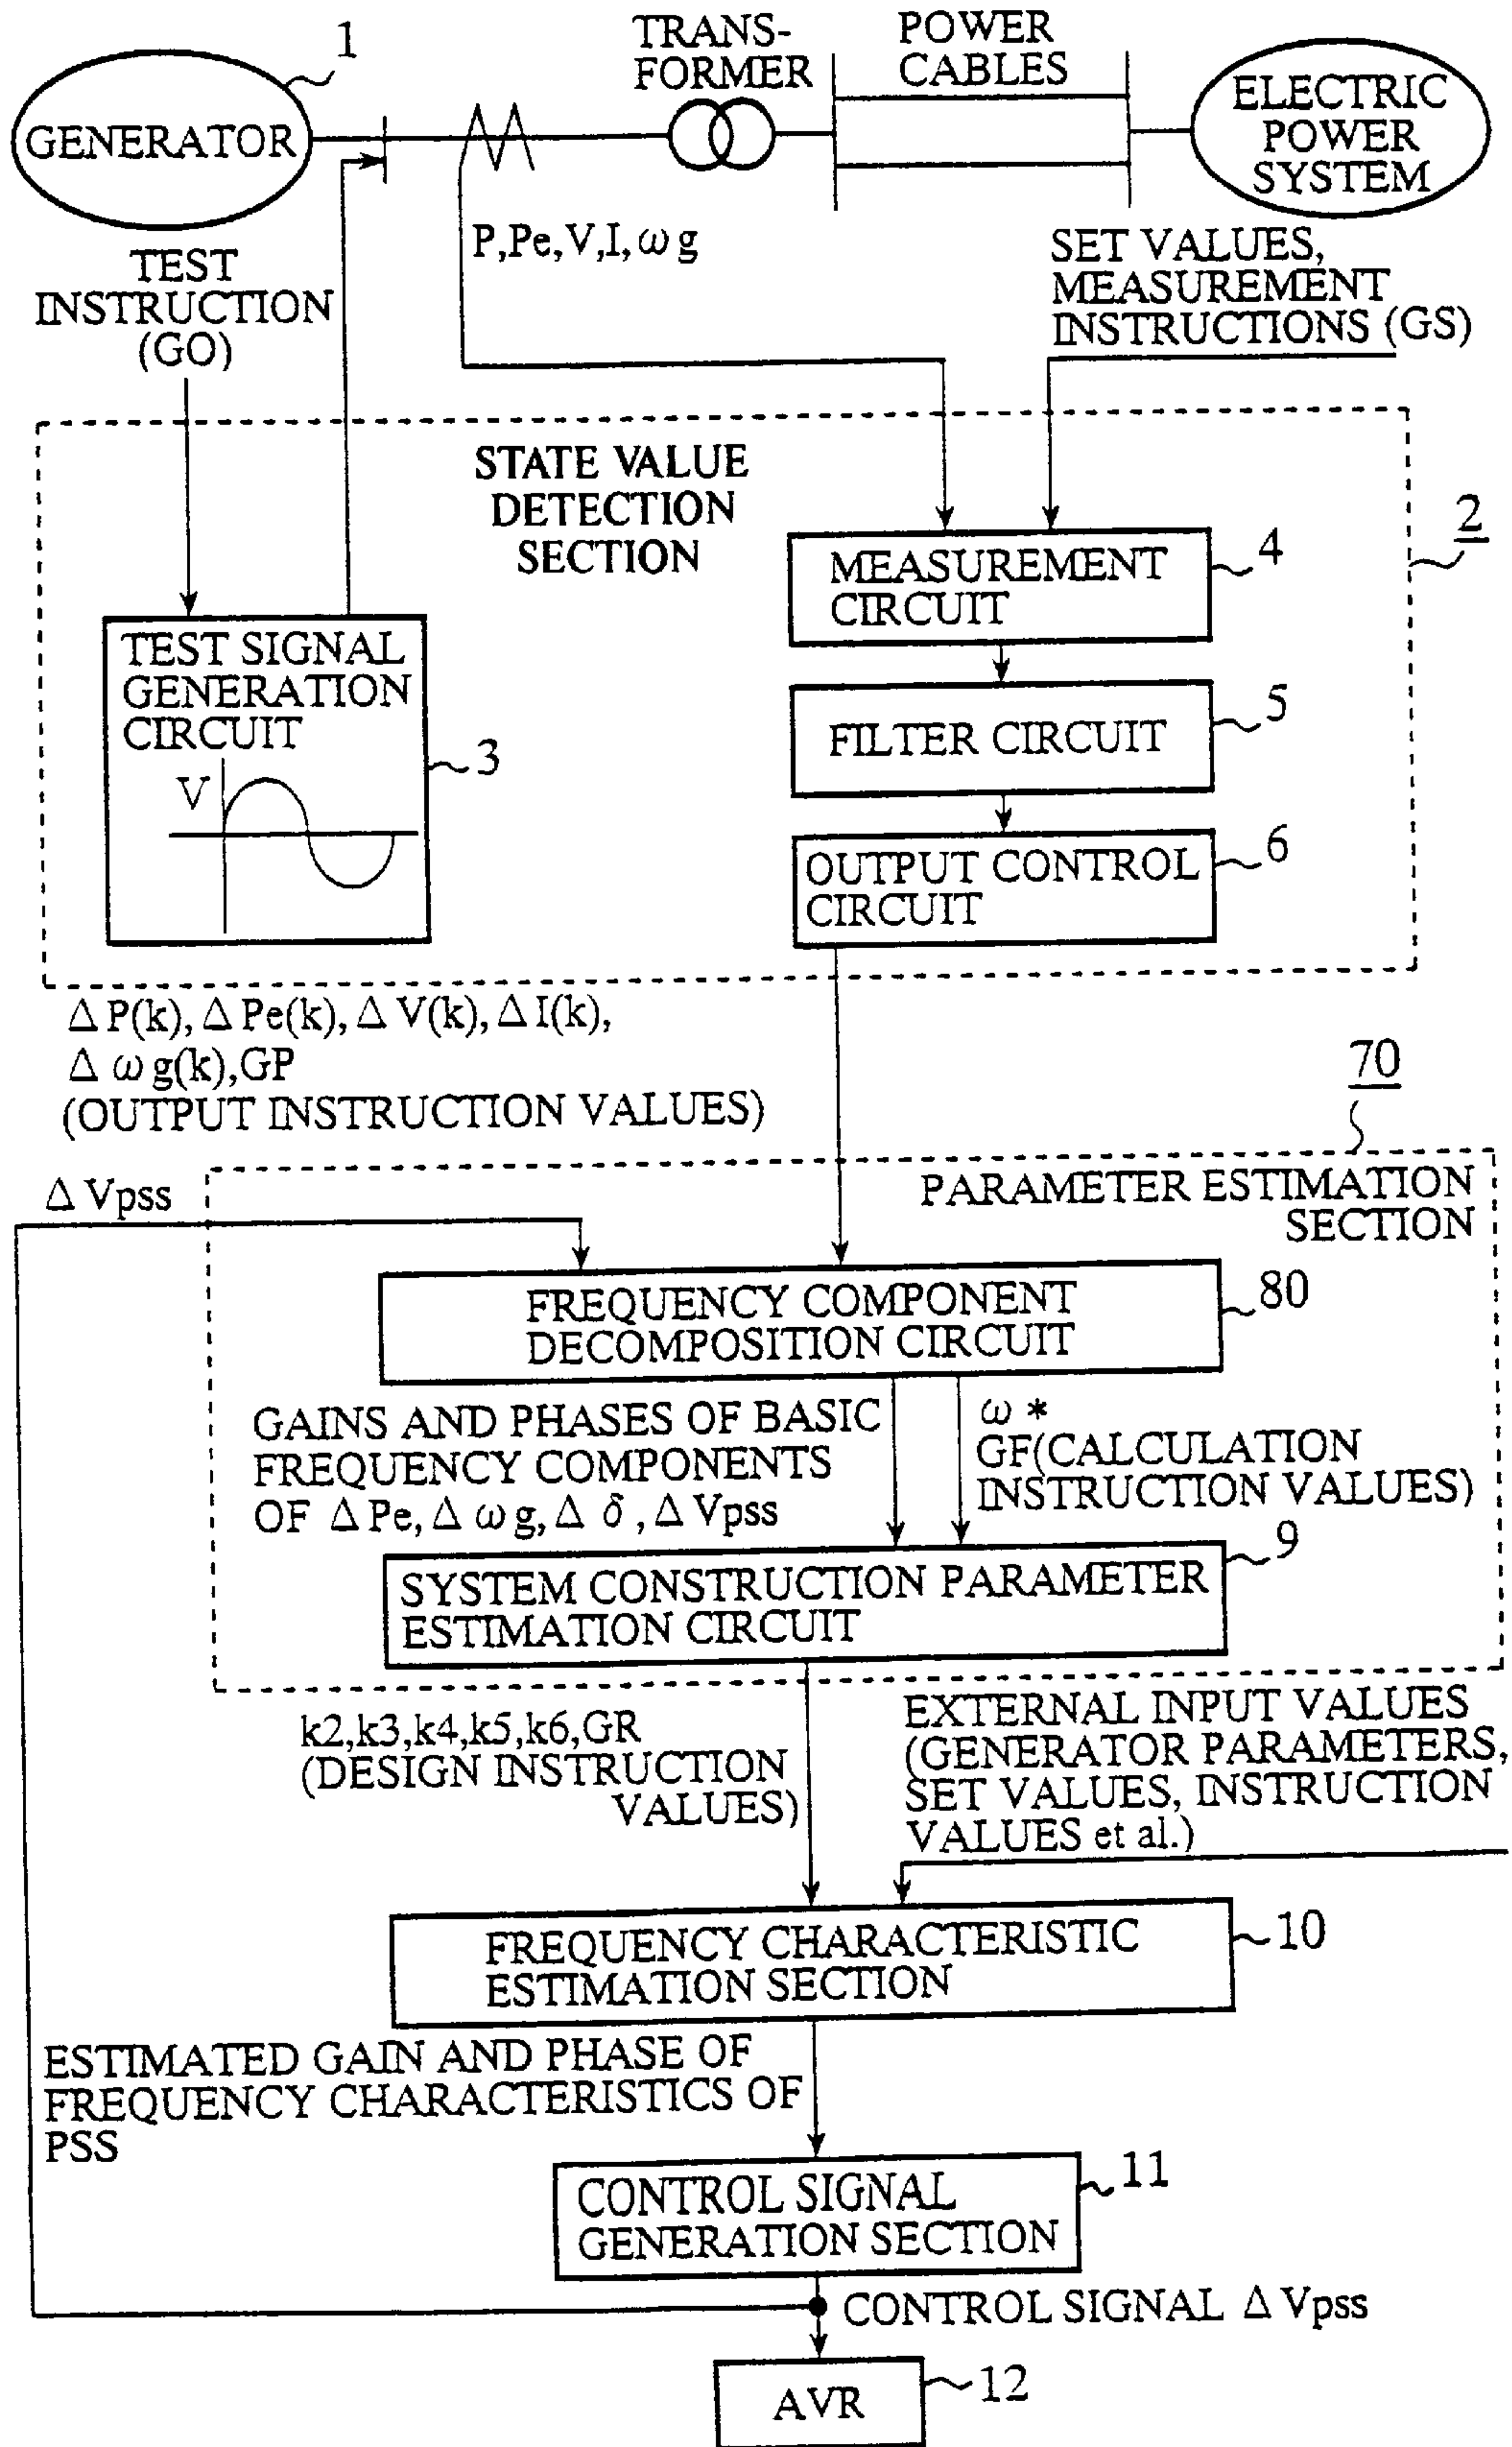 1
GENERATOR
TRANS-
FORMER
POWER
CABLES
ELECTRIC
POWER
SYSTEM
P,Pe,V,I,ωg
TEST
INSTRUCTION
(GO)
SET VALUES,
MEASUREMENT
INSTRUCTIONS (GS)
STATE VALUE
DETECTION
SECTION
2
MEASUREMENT
CIRCUIT
4
TEST SIGNAL
GENERATION
CIRCUIT
V
3
FILTER CIRCUIT
5
OUTPUT CONTROL
CIRCUIT
6
ΔP(k),ΔPe(k),ΔV(k),ΔI(k),
Δωg(k),GP
(OUTPUT INSTRUCTION VALUES)
70
PARAMETER ESTIMATION
SECTION
ΔVpss
FREQUENCY COMPONENT
DECOMPOSITION CIRCUIT
80
GAINS AND PHASES OF BASIC
FREQUENCY COMPONENTS
OF ΔPe,Δωg,Δδ,ΔVpss
ω*
GF(CALCULATION
INSTRUCTION VALUES)
9
SYSTEM CONSTRUCTION PARAMETER
ESTIMATION CIRCUIT
k2,k3,k4,k5,k6,GR
(DESIGN INSTRUCTION
VALUES)
EXTERNAL INPUT VALUES
(GENERATOR PARAMETERS,
SET VALUES, INSTRUCTION
VALUES et al.)
FREQUENCY CHARACTERISTIC
ESTIMATION SECTION
10
ESTIMATED GAIN AND PHASE OF
FREQUENCY CHARACTERISTICS OF
PSS
CONTROL SIGNAL
GENERATION SECTION
11
CONTROL SIGNAL ΔVpss
AVR
12